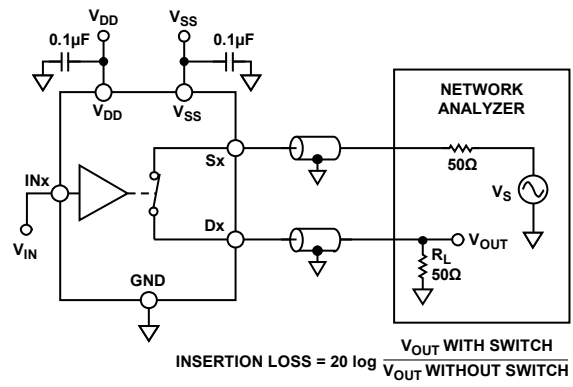 VDD VSS
0.1µF 0.1µF
VDD VSS
NETWORK
ANALYZER
Sx
50Ω
VS
INx
VIN
Dx
VOUT
RL
50Ω
GND
INSERTION LOSS = 20 log VOUT WITH SWITCH
VOUT WITHOUT SWITCH